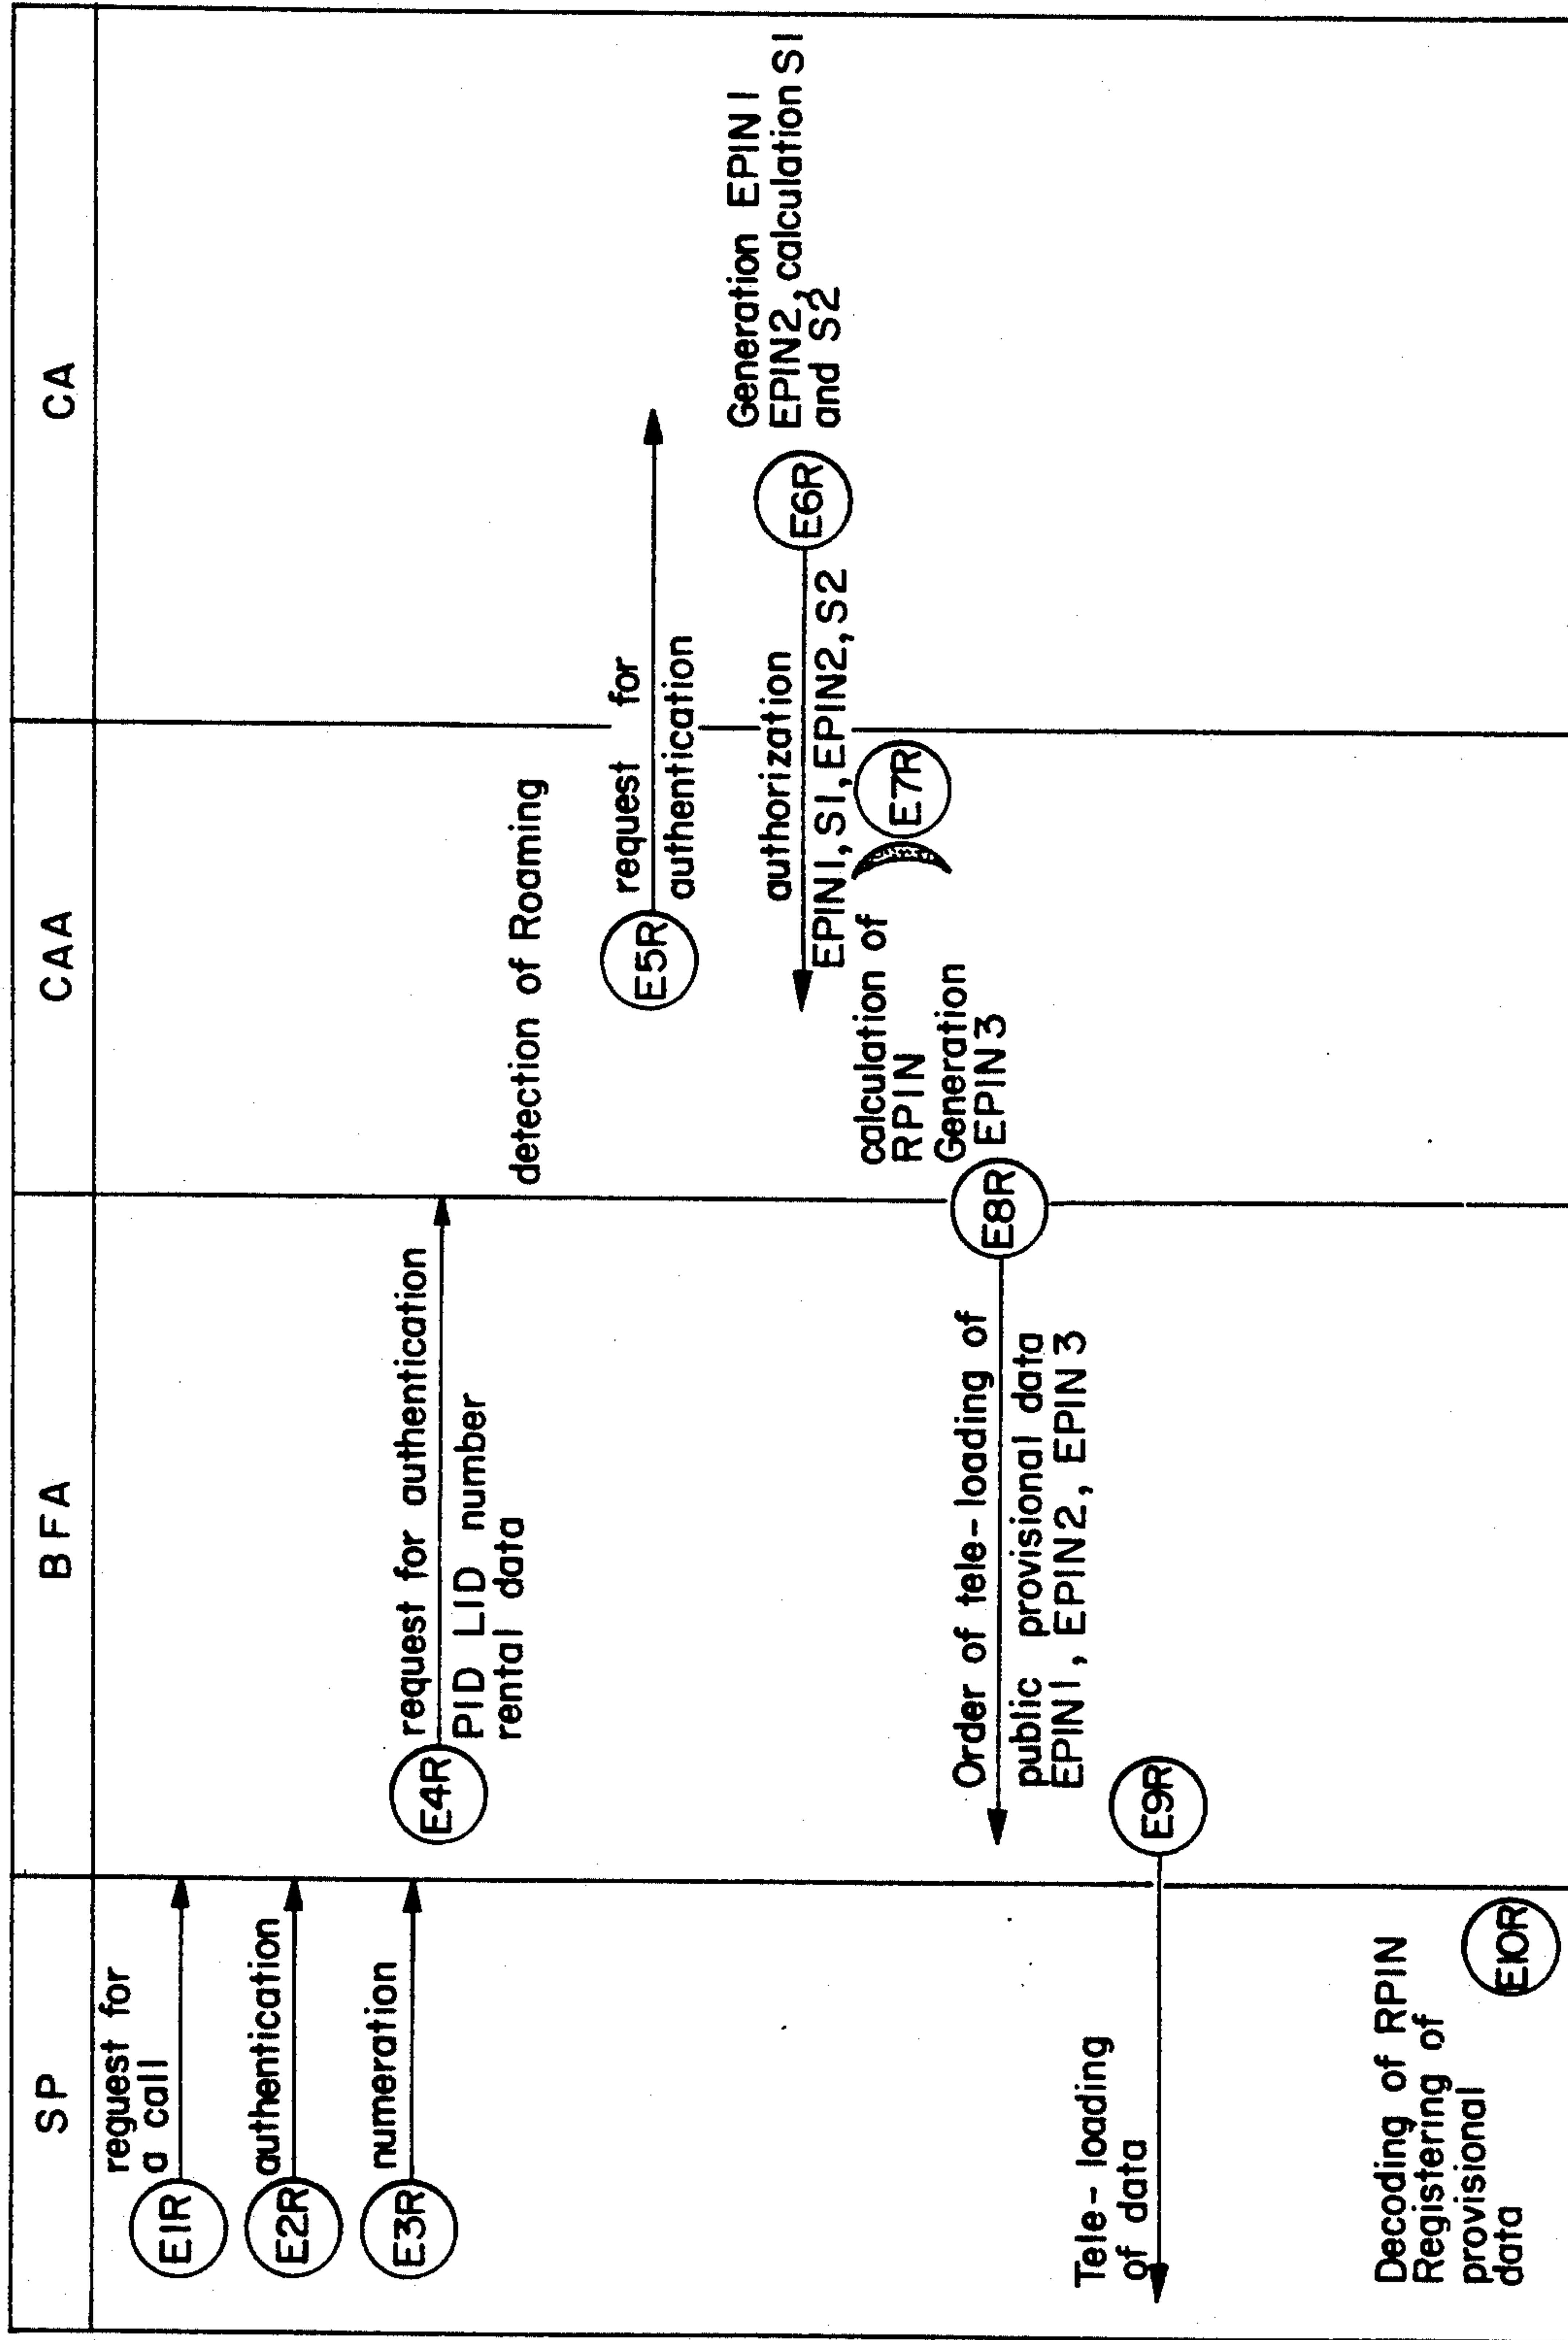 SP
BFA
CAA
CA
request for
a call
E1R
authentication
E2R
numeration
E3R
E4R
request for authentication
PID LID number
rental data
detection of Roaming
E5R
request for
authentication
Generation EPIN1
EPIN2, calculation S1
and S2
E6R
authorization
EPIN1, S1, EPIN2, S2
E7R
calculation of
RPIN
Generation
EPIN3
E8R
Order of tele-loading of
public provisional data
EPIN1, EPIN2, EPIN3
E9R
Tele-loading
of data
Decoding of RPIN
Registering of
provisional
data
E10R